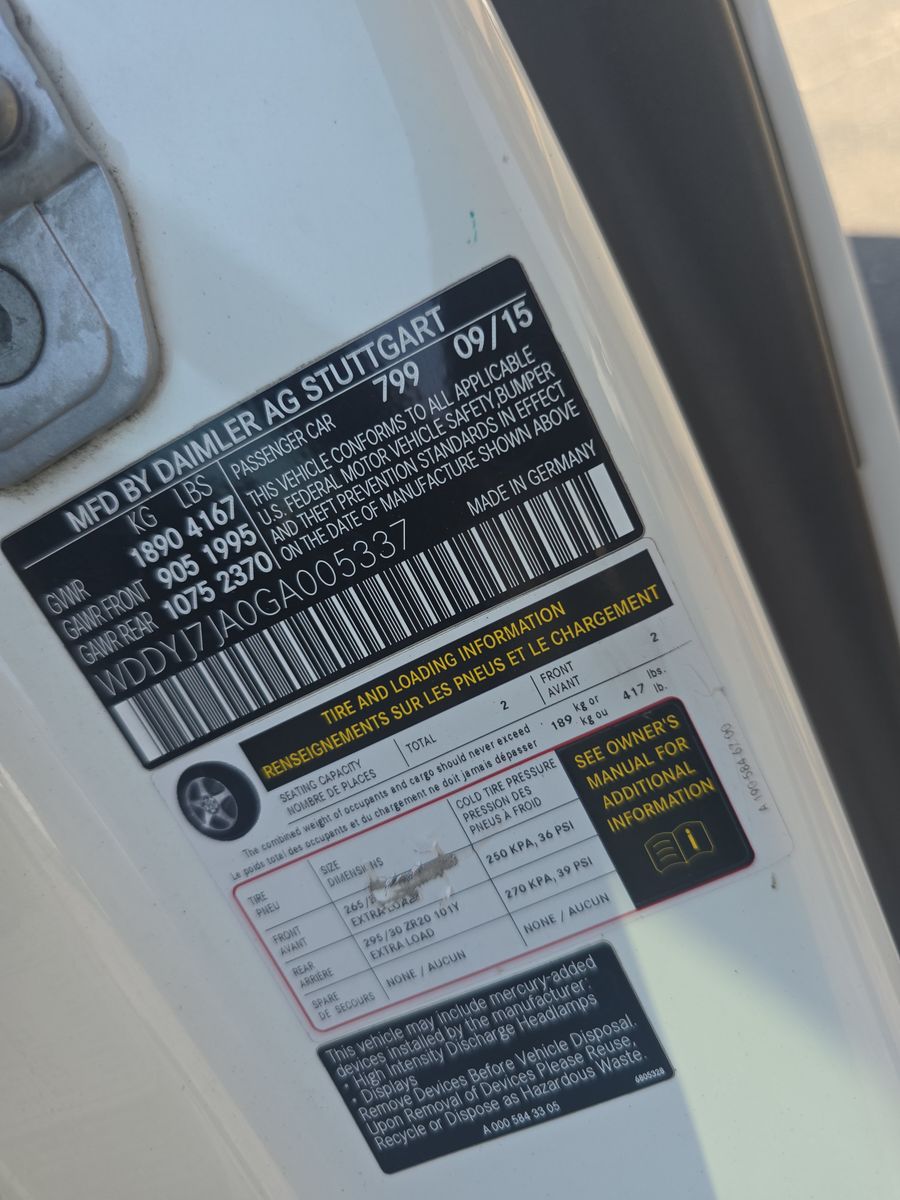 MFD BY DAIMLER AG STUTTGART
KG LBS PASSENGER CAR 799 09/15
GVWR 1890 4167
GAWR FRONT 905 1995
GAWR REAR 1075 2370
THIS VEHICLE CONFORMS TO ALL APPLICABLE
U.S. FEDERAL MOTOR VEHICLE SAFETY BUMPER
AND THEFT PREVENTION STANDARDS IN EFFECT
ON THE DATE OF MANUFACTURE SHOWN ABOVE
WDDYJ7JA0GA005337 MADE IN GERMANY
TIRE AND LOADING INFORMATION
RENSEIGNEMENTS SUR LES PNEUS ET LE CHARGEMENT
SEATING CAPACITY
NOMBRE DE PLACES
TOTAL 2
FRONT
AVANT
2
The combined weight of occupants and cargo should never exceed 189 kg or 417 lbs.
Le poids total des occupants et du chargement ne doit jamais dépasser kg ou lb.
TIRE
PNEU
SIZE
DIMENSIONS
COLD TIRE PRESSURE
PRESSION DES
PNEUS A FROID
FRONT
AVANT
265/
EXTRA LOAD
250 KPA, 36 PSI
REAR
ARRIÈRE
295/30 ZR20 101Y
EXTRA LOAD
270 KPA, 39 PSI
SPARE
DE SECOURS
NONE / AUCUN
NONE / AUCUN
SEE OWNER'S
MANUAL FOR
ADDITIONAL
INFORMATION
A 190 584 67 00
This vehicle may include mercury-added
devices installed by the manufacturer:
• High Intensity Discharge Headlamps
• Displays
Remove Devices Before Vehicle Disposal.
Upon Removal of Devices Please Reuse,
Recycle or Dispose as Hazardous Waste.
A 000 584 33 05
6805328